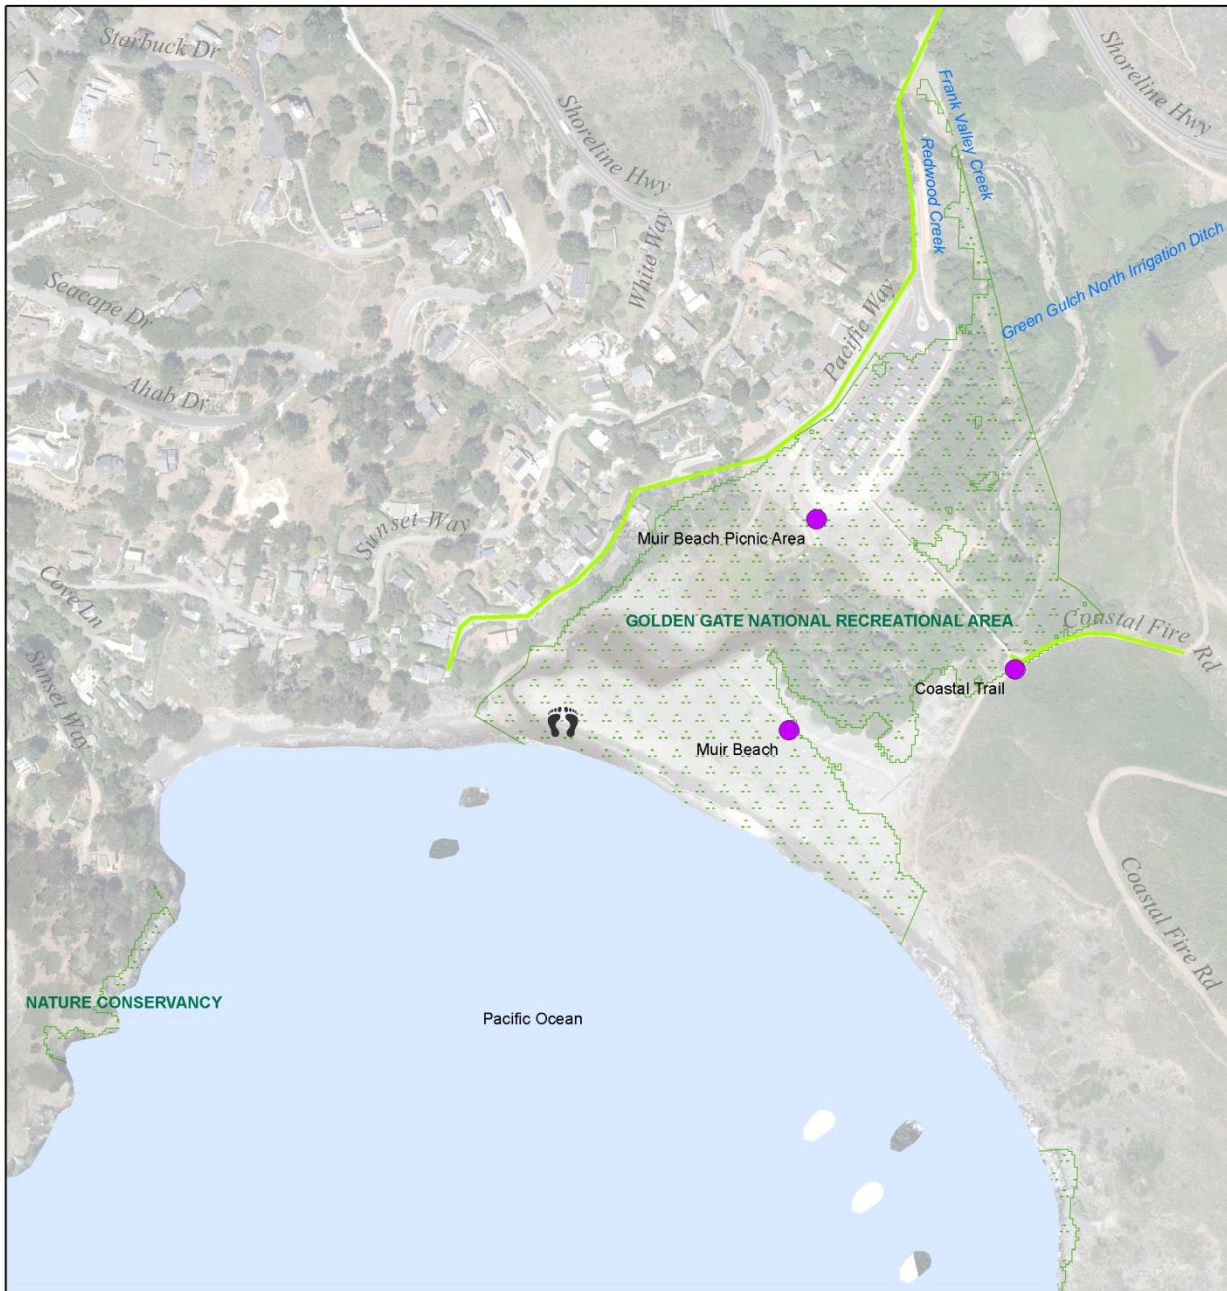 Starbuck Dr
Shoreline Hwy
Shoreline Hwy
Frank Valley Creek
Redwood Creek
White Way
Green Gulch North Irrigation Ditch
Seacape Dr
Pacific Way
Ahab Dr
Sunset Way
Muir Beach Picnic Area
Cove Ln
GOLDEN GATE NATIONAL RECREATIONAL AREA
Coastal Fire Rd
Sunset Way
Coastal Trail
Muir Beach
Coastal Fire Rd
NATURE CONSERVANCY
Pacific Ocean